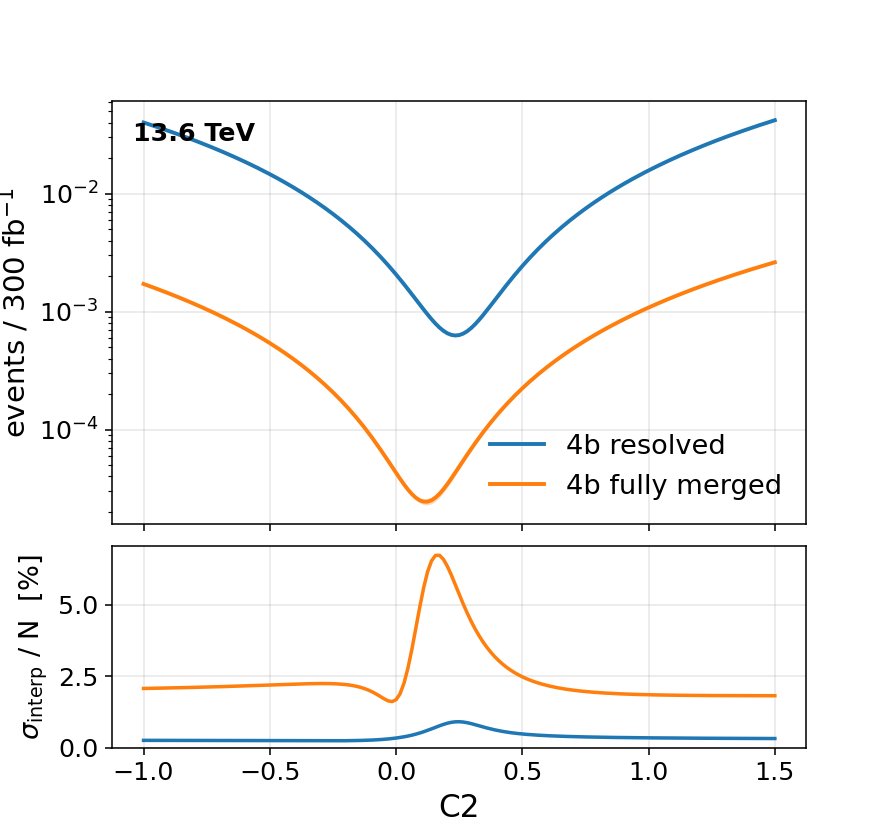 13.6 TeV
events / 300 fb⁻¹
10⁻²
10⁻³
10⁻⁴
4b resolved
4b fully merged
σ_interp / N [%]
5.0
2.5
0.0
−1.0 −0.5 0.0 0.5 1.0 1.5
C2